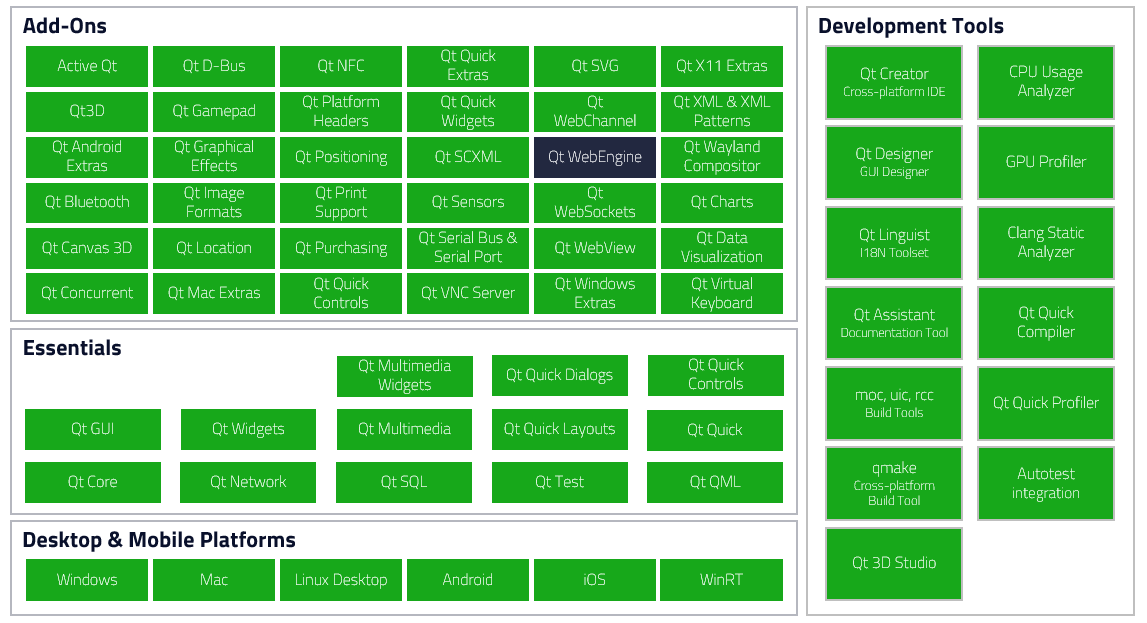 Add-Ons
Active Qt
Qt D-Bus
Qt NFC
Qt Quick
Extras
Qt SVG
Qt X11 Extras
Qt3D
Qt Gamepad
Qt Platform
Headers
Qt Quick
Widgets
Qt
WebChannel
Qt XML & XML
Patterns
Qt Android
Extras
Qt Graphical
Effects
Qt Positioning
Qt SCXML
Qt WebEngine
Qt Wayland
Compositor
Qt Bluetooth
Qt Image
Formats
Qt Print
Support
Qt Sensors
Qt
WebSockets
Qt Charts
Qt Canvas 3D
Qt Location
Qt Purchasing
Qt Serial Bus &
Serial Port
Qt WebView
Qt Data
Visualization
Qt Concurrent
Qt Mac Extras
Qt Quick
Controls
Qt VNC Server
Qt Windows
Extras
Qt Virtual
Keyboard
Essentials
Qt Multimedia
Widgets
Qt Quick Dialogs
Qt Quick
Controls
Qt GUI
Qt Widgets
Qt Multimedia
Qt Quick Layouts
Qt Quick
Qt Core
Qt Network
Qt SQL
Qt Test
Qt QML
Desktop & Mobile Platforms
Windows
Mac
Linux Desktop
Android
iOS
WinRT
Development Tools
Qt Creator
Cross-platform IDE
CPU Usage
Analyzer
Qt Designer
GUI Designer
GPU Profiler
Qt Linguist
I18N Toolset
Clang Static
Analyzer
Qt Assistant
Documentation Tool
Qt Quick
Compiler
moc, uic, rcc
Build Tools
Qt Quick Profiler
qmake
Cross-platform
Build Tool
Autotest
integration
Qt 3D Studio